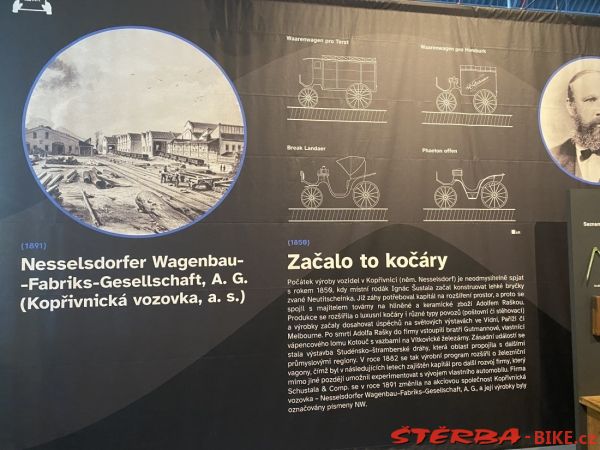 Waarenwagen pro Terst
Waarenwagen pro Hamburk
Break Landaer
Phaeton offen
(1891)
Nesselsdorfer Wagenbau-
-Fabriks-Gesellschaft, A. G.
(Kopřivnická vozovka, a. s.)
(1850)
Začalo to kočáry
Počátek výroby vozidel v Kopřivnici (něm. Nesselsdorf) je neodmyslitelně spjat
s rokem 1850, kdy místní rodák Ignác Šustala začal konstruovat lehké bryčky
zvané Neutitscheinka. Již záhy potřeboval kapitál na rozšíření prostor, a proto se
spojil s majitelem továrny na hliněné a keramické zboží Adolfem Raškou.
Produkce se rozšířila o luxusní kočáry i různé typy povozů (poštovní či stěhovací)
a výrobky začaly dosahovat úspěchů na světových výstavách ve Vídni, Paříži či
Melbourne. Po smrti Adolfa Rašky do firmy vstoupili bratři Gutmannové, vlastníci
vápencového lomu Kotouč s vazbami na Vítkovické železárny. Zásadní událostí se
stala výstavba Studénsko-štramberské dráhy, která oblast propojila s dalšími
průmyslovými regiony. V roce 1882 se tak výrobní program rozšířil o železniční
vagony, čímž byl v následujících letech zajištěn kapitál pro další rozvoj firmy, který
mimo jiné později umožnil experimentovat s vývojem vlastního automobilu. Firma
Schustala & Comp. se v roce 1891 změnila na akciovou společnost Kopřivnická
vozovka – Nesselsdorfer Wagenbau-Fabriks-Gesellschaft, A. G., a její výrobky byly
označovány písmeny NW.
Seznam
ŠTĚRBA-BIKE.cz